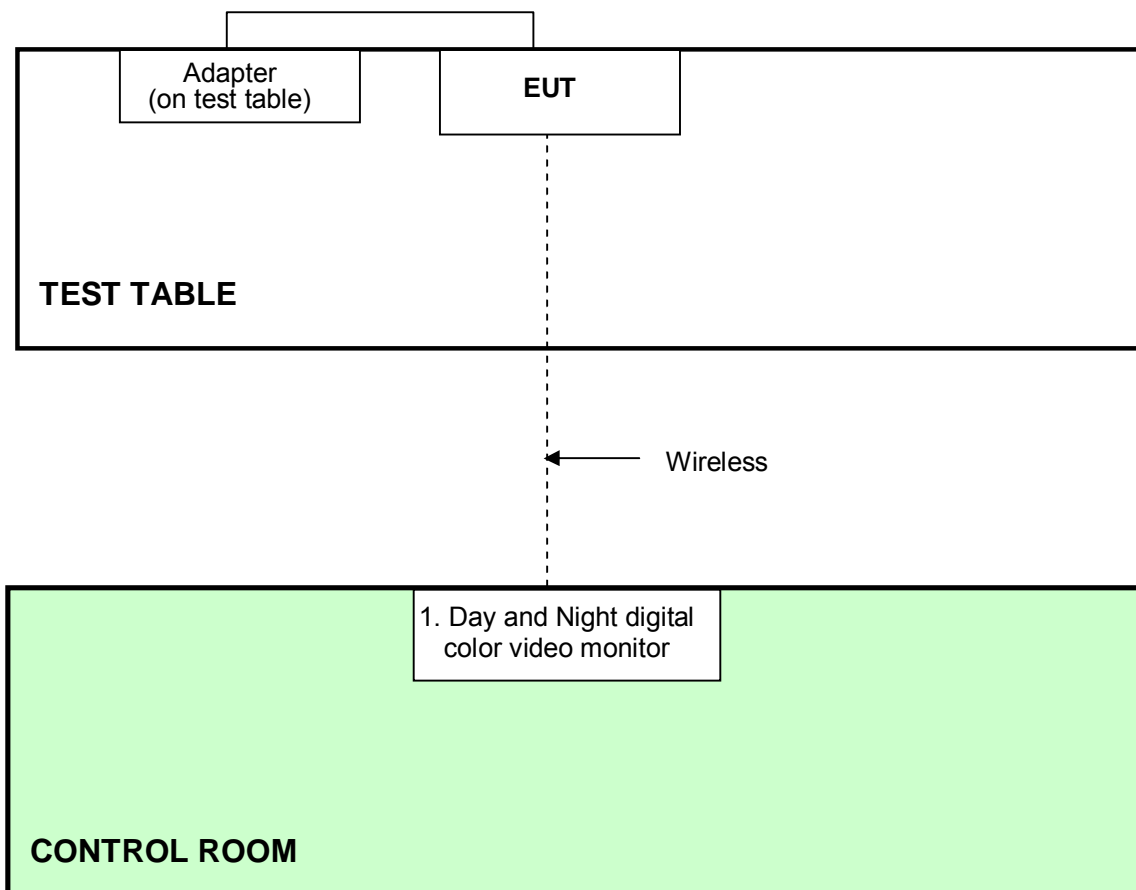 Adapter
(on test table)
EUT
TEST TABLE
Wireless
1. Day and Night digital
color video monitor
CONTROL ROOM